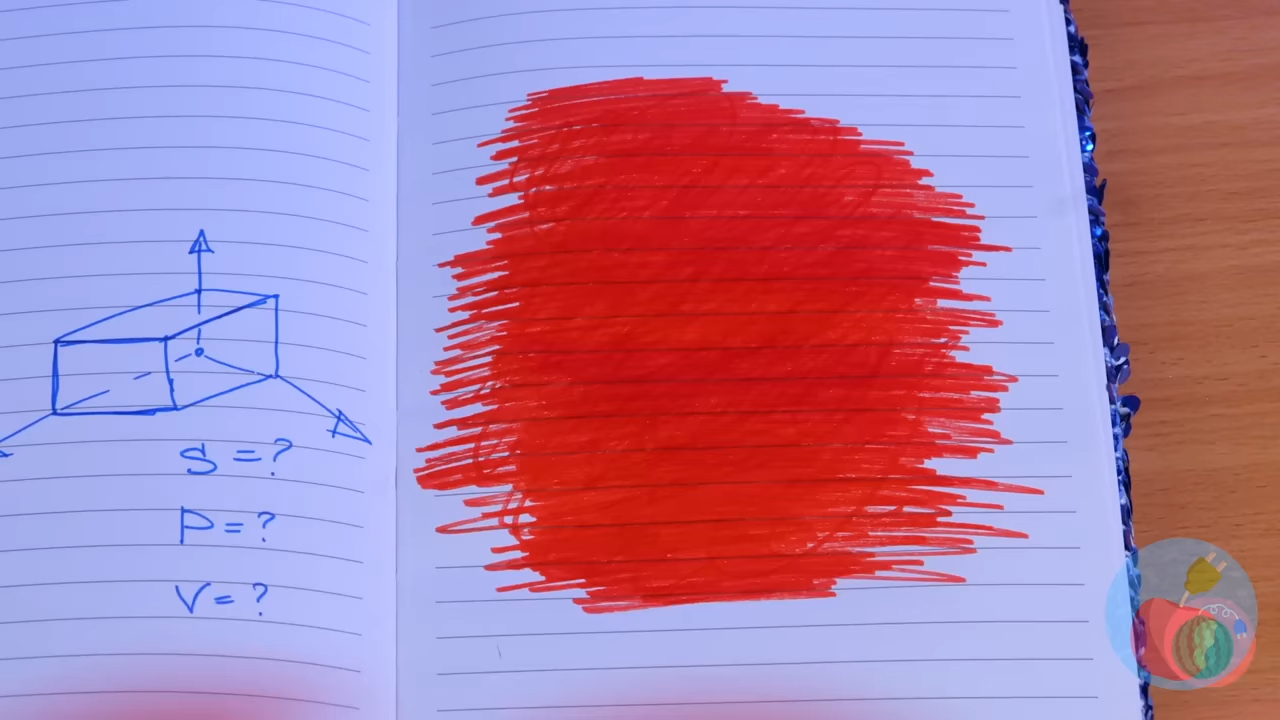 S = ?
P = ?
V = ?